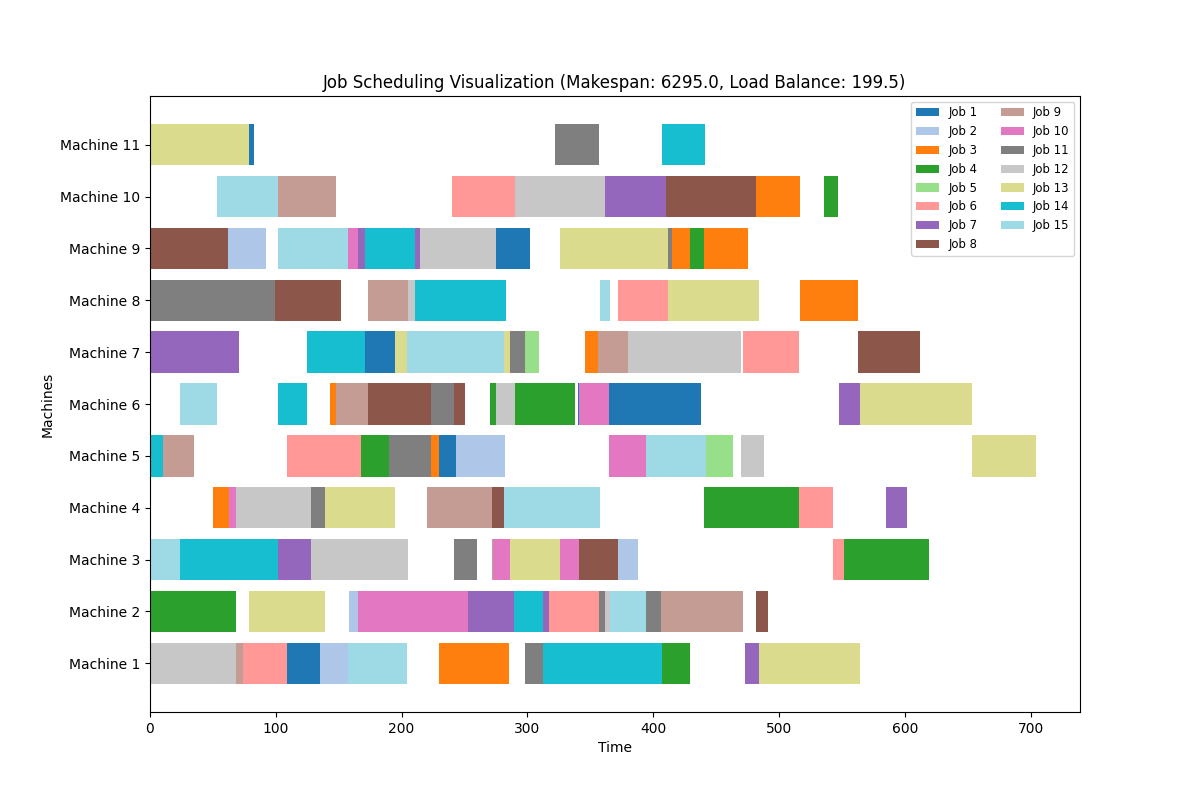 Job Scheduling Visualization (Makespan: 6295.0, Load Balance: 199.5)
Machine 11
Machine 10
Machine 9
Machine 8
Machine 7
Machine 6
Machine 5
Machine 4
Machine 3
Machine 2
Machine 1
Machines
0 100 200 300 400 500 600 700
Time
Job 1
Job 2
Job 3
Job 4
Job 5
Job 6
Job 7
Job 8
Job 9
Job 10
Job 11
Job 12
Job 13
Job 14
Job 15